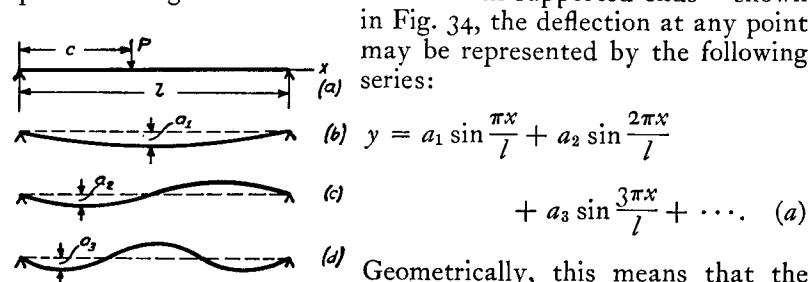 in Fig. 34, the deflection at any point
may be represented by the following
series:
y = a₁ sin πx/l + a₂ sin 2πx/l
+ a₃ sin 3πx/l + ⋯. (a)
Geometrically, this means that the
c
P
x
l
(a)
a₁
(b)
a₂
(c)
a₃
(d)